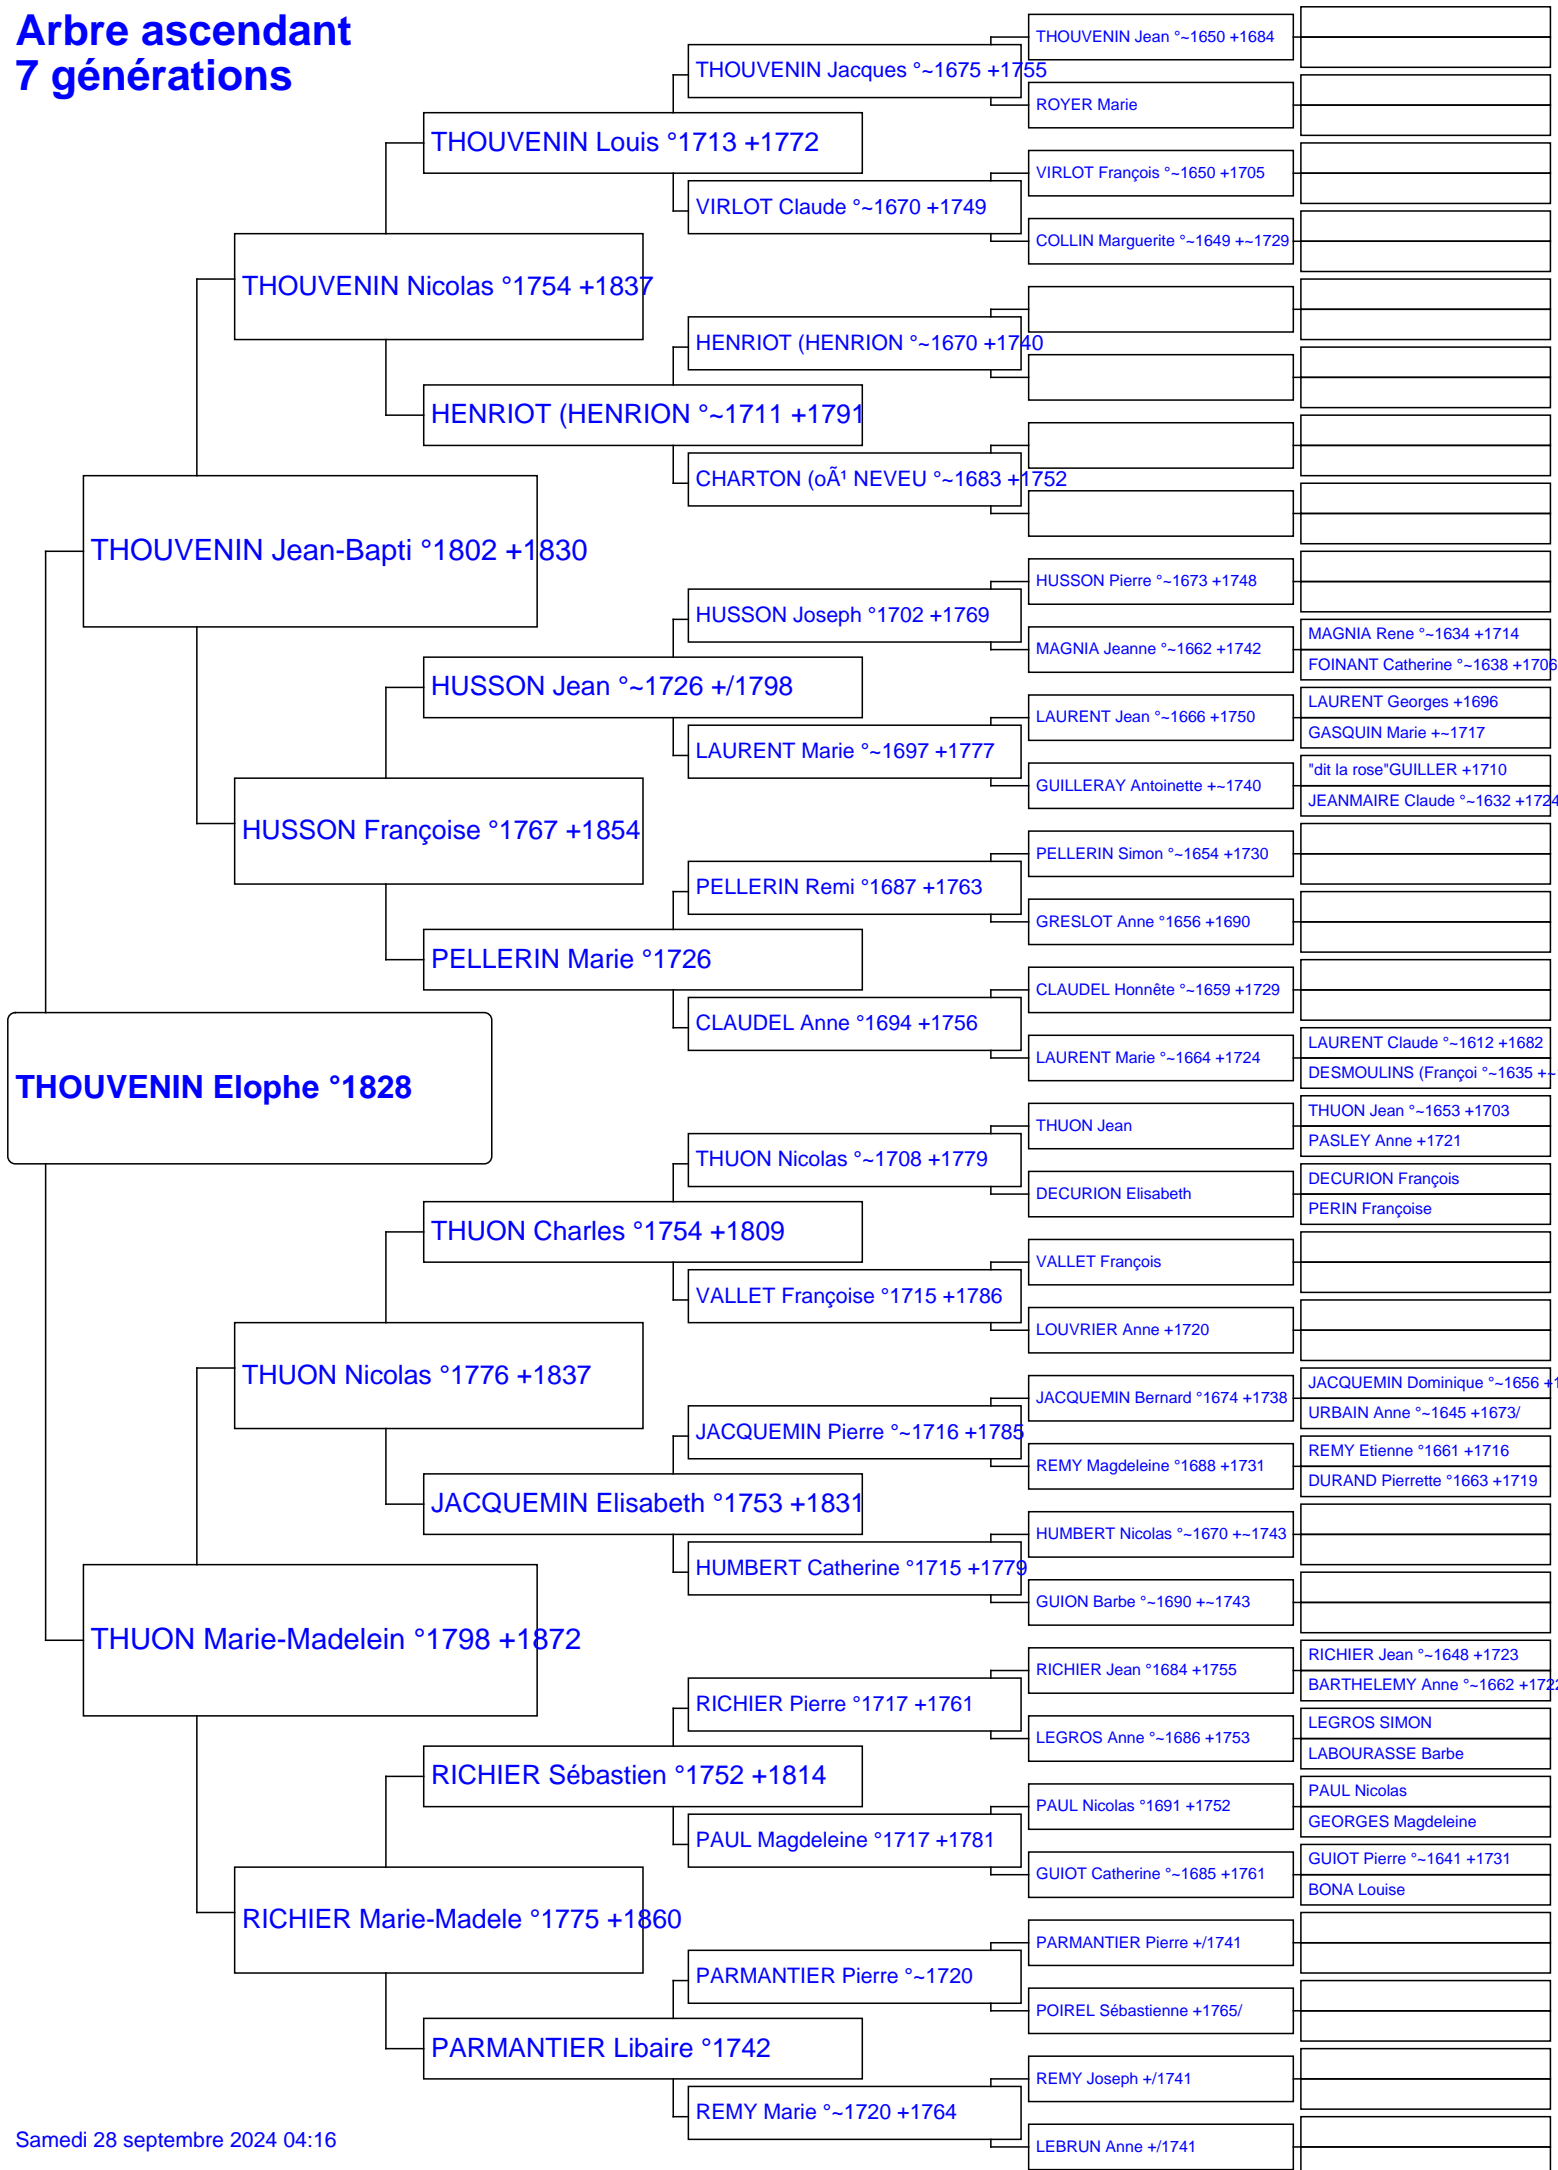 Arbre ascendant
7 générations
THOUVENIN Elophe °1828
THOUVENIN Jean-Bapti °1802 +1830
THUON Marie-Madelein °1798 +1872
THOUVENIN Nicolas °1754 +1837
HUSSON Françoise °1767 +1854
THUON Nicolas °1776 +1837
RICHIER Marie-Madele °1775 +1860
THOUVENIN Louis °1713 +1772
HENRIOT (HENRION °~1711 +1791
HUSSON Jean °~1726 +/1798
PELLERIN Marie °1726
THUON Charles °1754 +1809
JACQUEMIN Elisabeth °1753 +1831
RICHIER Sébastien °1752 +1814
PARMANTIER Libaire °1742
THOUVENIN Jacques °~1675 +1755
VIRLOT Claude °~1670 +1749
HENRIOT (HENRION °~1670 +1740
CHARTON (oÃ¹ NEVEU °~1683 +1752
HUSSON Joseph °1702 +1769
LAURENT Marie °~1697 +1777
PELLERIN Remi °1687 +1763
CLAUDEL Anne °1694 +1756
THUON Nicolas °~1708 +1779
VALLET Françoise °1715 +1786
JACQUEMIN Pierre °~1716 +1785
HUMBERT Catherine °1715 +1779
RICHIER Pierre °1717 +1761
PAUL Magdeleine °1717 +1781
PARMANTIER Pierre °~1720
REMY Marie °~1720 +1764
THOUVENIN Jean °~1650 +1684
ROYER Marie
VIRLOT François °~1650 +1705
COLLIN Marguerite °~1649 +~1729
HUSSON Pierre °~1673 +1748
MAGNIA Jeanne °~1662 +1742
LAURENT Jean °~1666 +1750
GUILLERAY Antoinette +~1740
PELLERIN Simon °~1654 +1730
GRESLOT Anne °1656 +1690
CLAUDEL Honnête °~1659 +1729
LAURENT Marie °~1664 +1724
THUON Jean
DECURION Elisabeth
VALLET François
LOUVRIER Anne +1720
JACQUEMIN Bernard °1674 +1738
REMY Magdeleine °1688 +1731
HUMBERT Nicolas °~1670 +~1743
GUION Barbe °~1690 +~1743
RICHIER Jean °1684 +1755
LEGROS Anne °~1686 +1753
PAUL Nicolas °1691 +1752
GUIOT Catherine °~1685 +1761
PARMANTIER Pierre +/1741
POIREL Sébastienne +1765/
REMY Joseph +/1741
LEBRUN Anne +/1741
MAGNIA Rene °~1634 +1714
FOINANT Catherine °~1638 +1706
LAURENT Georges +1696
GASQUIN Marie +~1717
"dit la rose"GUILLER +1710
JEANMAIRE Claude °~1632 +1724
LAURENT Claude °~1612 +1682
DESMOULINS (Françoi °~1635 +~
THUON Jean °~1653 +1703
PASLEY Anne +1721
DECURION François
PERIN Françoise
JACQUEMIN Dominique °~1656 +1
URBAIN Anne °~1645 +1673/
REMY Etienne °1661 +1716
DURAND Pierrette °1663 +1719
RICHIER Jean °~1648 +1723
BARTHELEMY Anne °~1662 +1722
LEGROS SIMON
LABOURASSE Barbe
PAUL Nicolas
GEORGES Magdeleine
GUIOT Pierre °~1641 +1731
BONA Louise
Samedi 28 septembre 2024 04:16